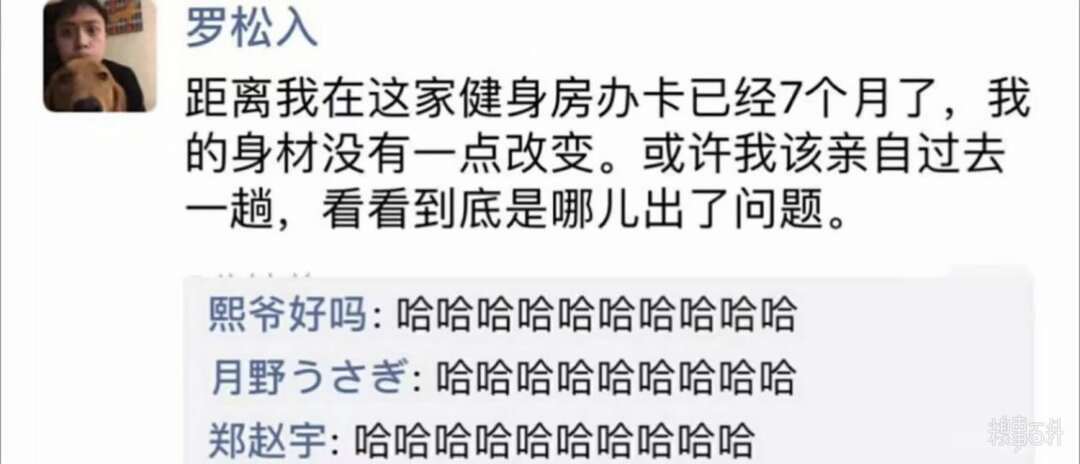 罗松入
距离我在这家健身房办卡已经7个月了，我
的身材没有一点改变。或许我该亲自过去
一趟，看看到底是哪儿出了问题。
熙爷好吗: 哈哈哈哈哈哈哈哈哈哈
月野うさぎ: 哈哈哈哈哈哈哈哈哈
郑赵宇: 哈哈哈哈哈哈哈哈哈哈